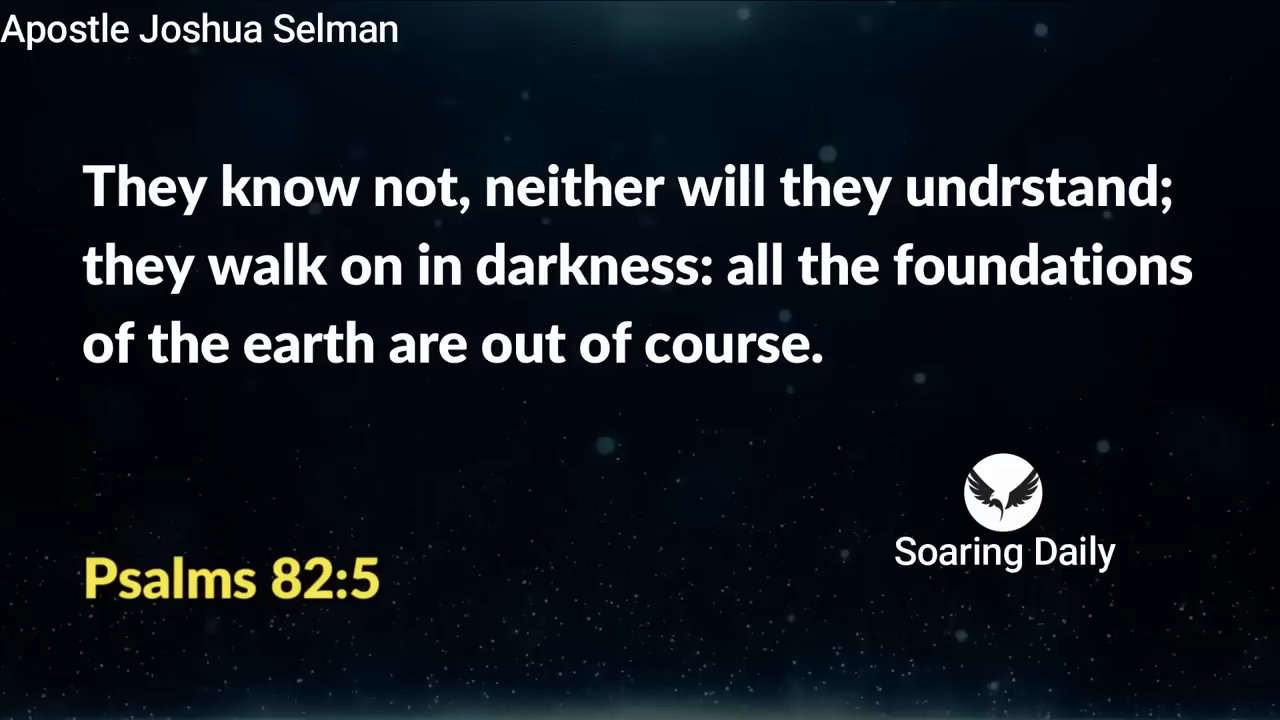 Apostle Joshua Selman
They know not, neither will they undrstand;
they walk on in darkness: all the foundations
of the earth are out of course.
Soaring Daily
Psalms 82:5